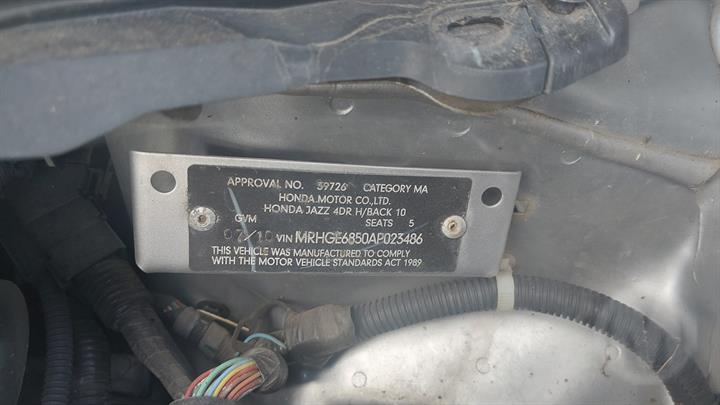 APPROVAL NO. 59726 CATEGORY MA
HONDA MOTOR CO., LTD.
HONDA JAZZ 4DR H/BACK 10
GVM SEATS 5
07/10 VIN MRHGE6850AP023486
THIS VEHICLE WAS MANUFACTURED TO COMPLY
WITH THE MOTOR VEHICLE STANDARDS ACT 1989